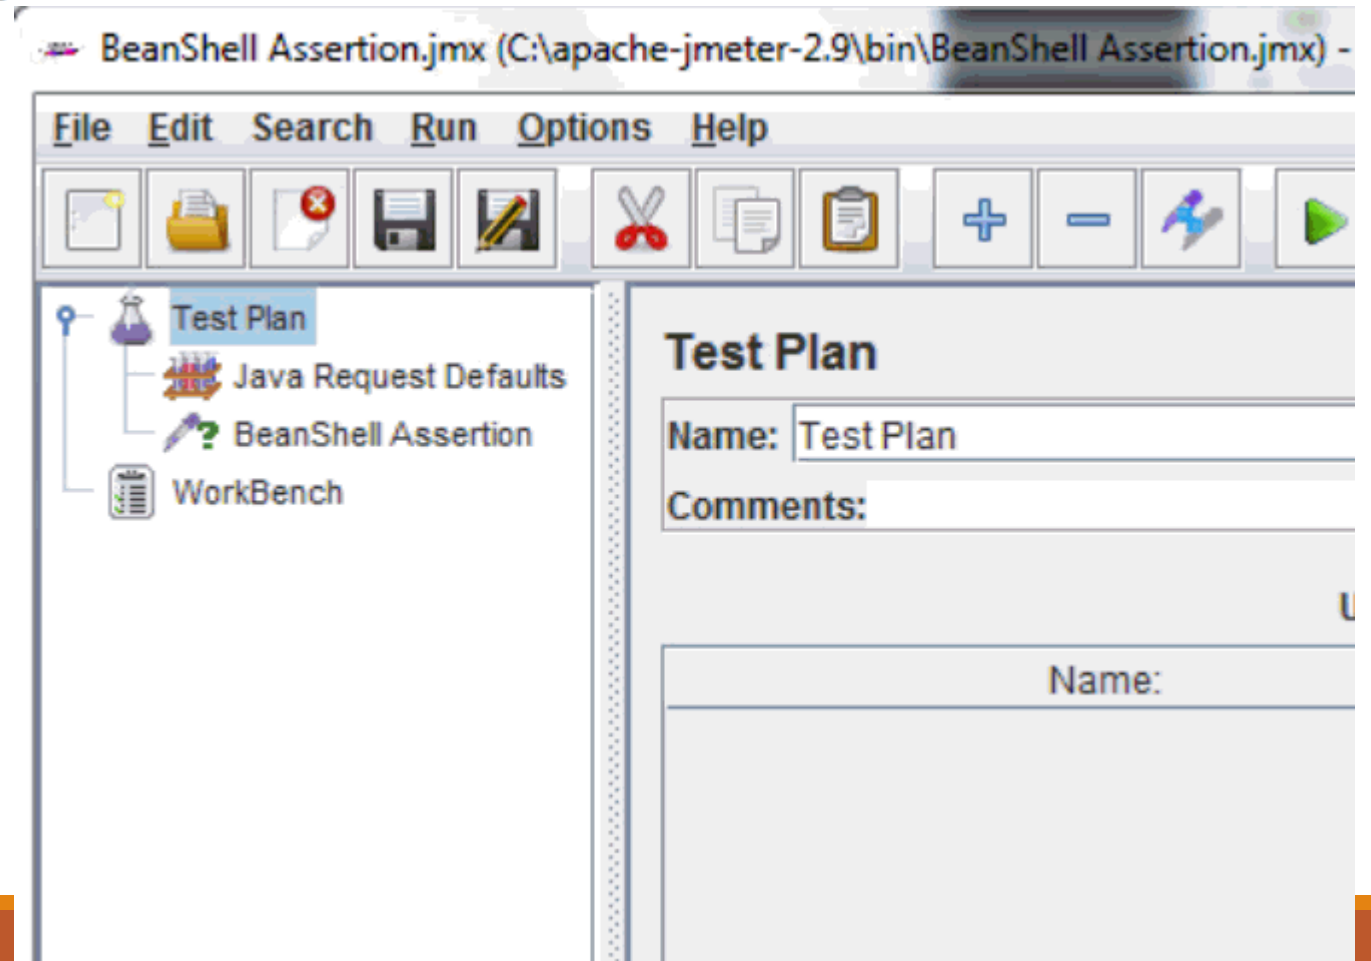 BeanShell Assertion.jmx (C:\apache-jmeter-2.9\bin\BeanShell Assertion.jmx) -
File Edit Search Run Options Help
Test Plan
Java Request Defaults
BeanShell Assertion
WorkBench
Test Plan
Name: Test Plan
Comments:
Name: